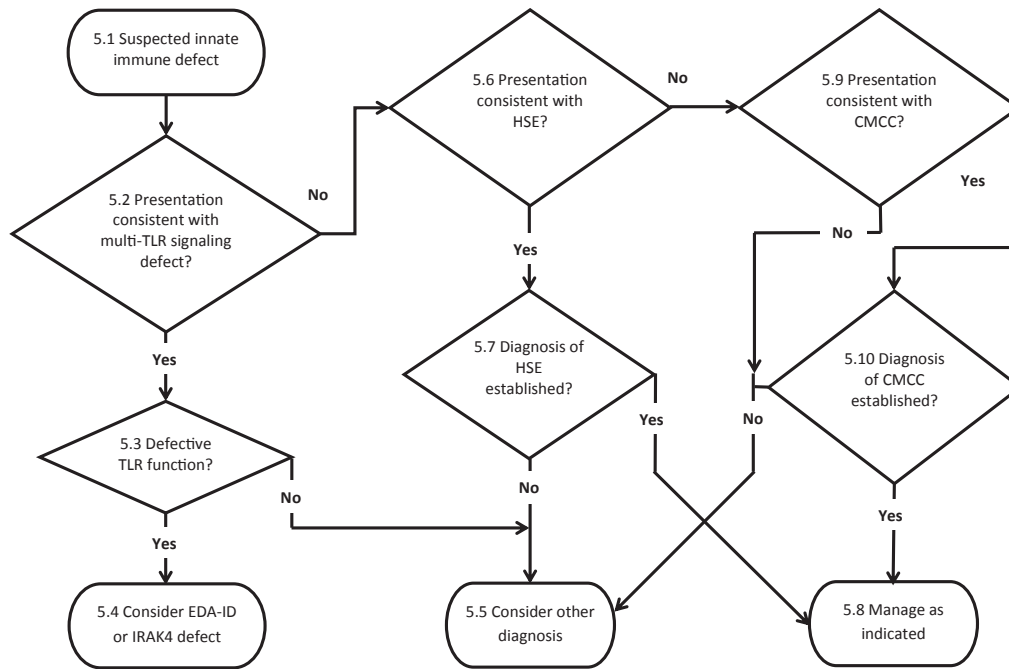 5.1 Suspected innate
immune defect
5.2 Presentation
consistent with
multi-TLR signaling
defect?
No
Yes
5.3 Defective
TLR function?
No
Yes
5.4 Consider EDA-ID
or IRAK4 defect
5.6 Presentation
consistent with
HSE?
No
Yes
5.7 Diagnosis of
HSE
established?
Yes
No
5.5 Consider other
diagnosis
5.9 Presentation
consistent with
CMCC?
Yes
No
5.10 Diagnosis
of CMCC
established?
No
Yes
5.8 Manage as
indicated